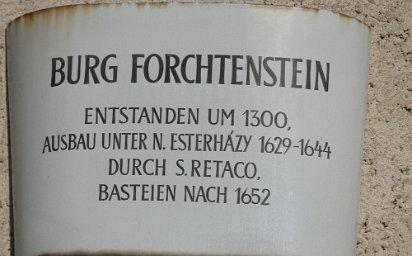 BURG FORCHTENSTEIN
ENTSTANDEN UM 1300,
AUSBAU UNTER N. ESTERHÁZY 1629-1644
DURCH S. RETACO,
BASTEIEN NACH 1652